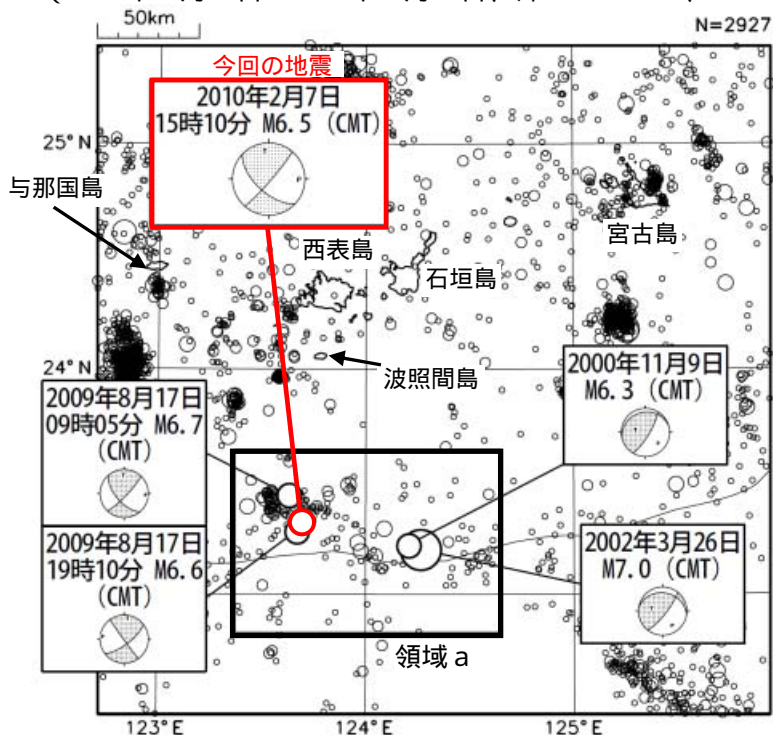 50km
N=2927
今回の地震
2010年2月7日
15時10分 M6.5 (CMT)
25°N
与那国島
西表島
石垣島
宮古島
24°N
波照間島
2000年11月9日
M6.3 (CMT)
2009年8月17日
09時05分 M6.7
(CMT)
2009年8月17日
19時10分 M6.6
(CMT)
2002年3月26日
M7.0 (CMT)
領域a
123°E
124°E
125°E